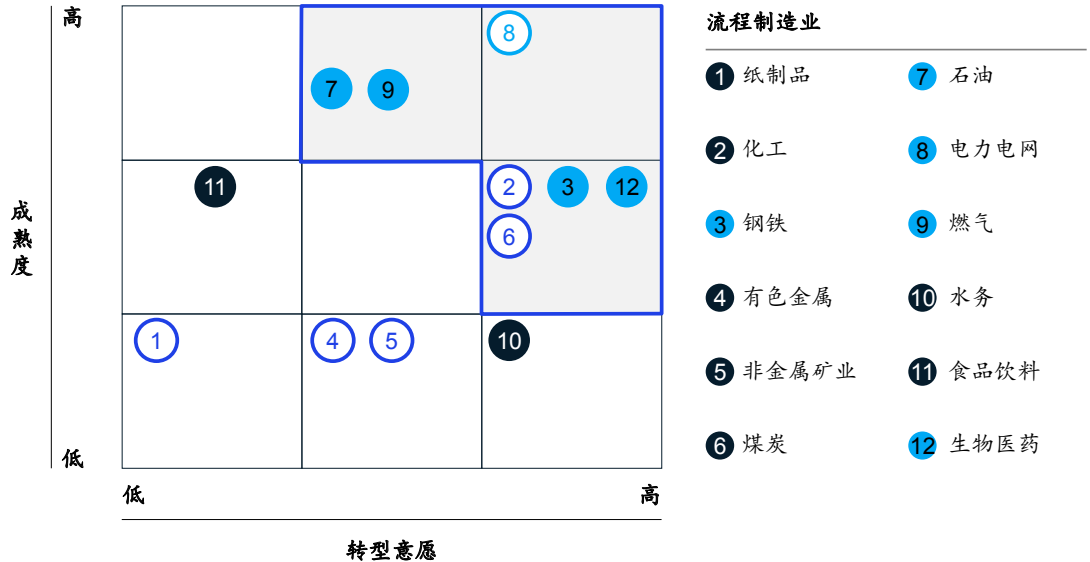 高
8
7 9
11
2 3 12
6
成熟度
1
4 5
10
低
低
高
转型意愿
流程制造业
1 纸制品
7 石油
2 化工
8 电力电网
3 钢铁
9 燃气
4 有色金属
10 水务
5 非金属矿业
11 食品饮料
6 煤炭
12 生物医药